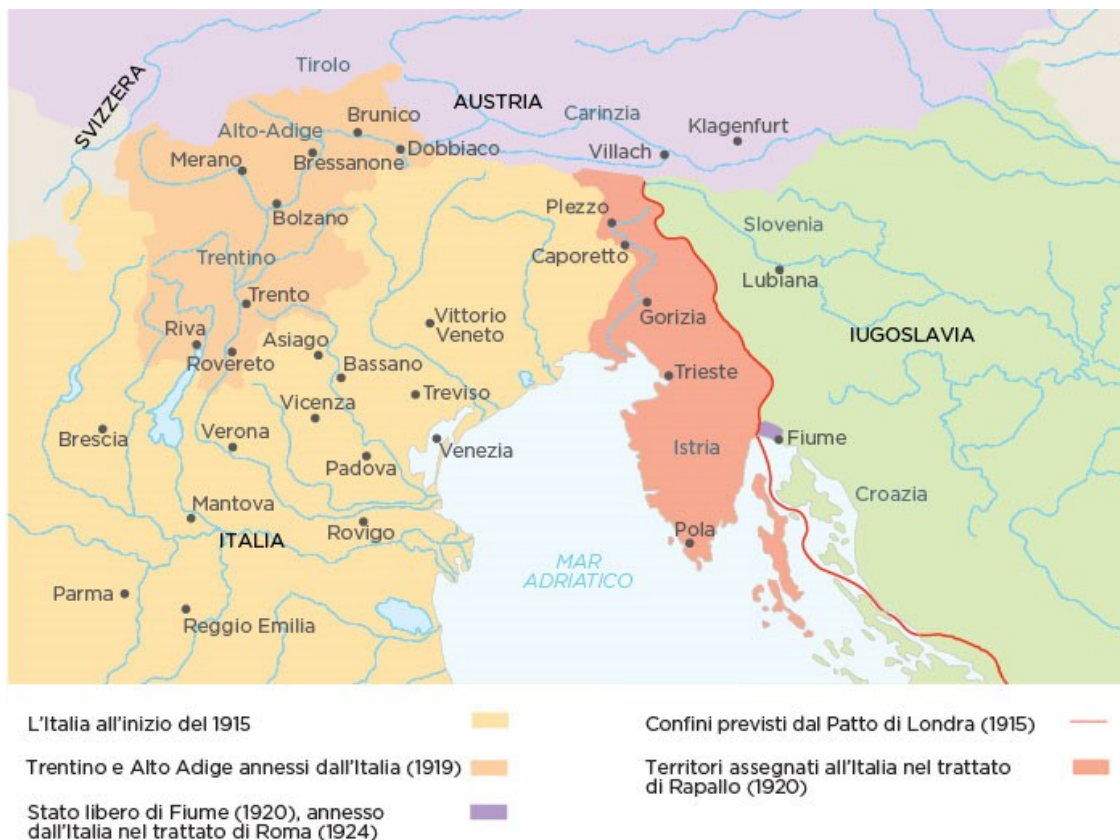 SVIZZERA
Tirolo
AUSTRIA
Brunico
Carinzia
Klagenfurt
Alto-Adige
Dobbiaco
Villach
Merano
Bressanone
Bolzano
Plezzo
Slovenia
Trentino
Caporetto
Lubiana
Trento
Gorizia
Riva
Vittorio
Veneto
IUGOSLAVIA
Asiago
Rovereto
Bassano
Trieste
Treviso
Vicenza
Brescia
Verona
Venezia
Istria
Fiume
Padova
Croazia
Mantova
Rovigo
Pola
ITALIA
MAR
ADRIATICO
Parma
Reggio Emilia
L'Italia all'inizio del 1915
Trentino e Alto Adige annessi dall'Italia (1919)
Stato libero di Fiume (1920), annesso
dall'Italia nel trattato di Roma (1924)
Confini previsti dal Patto di Londra (1915)
Territori assegnati all'Italia nel trattato
di Rapallo (1920)